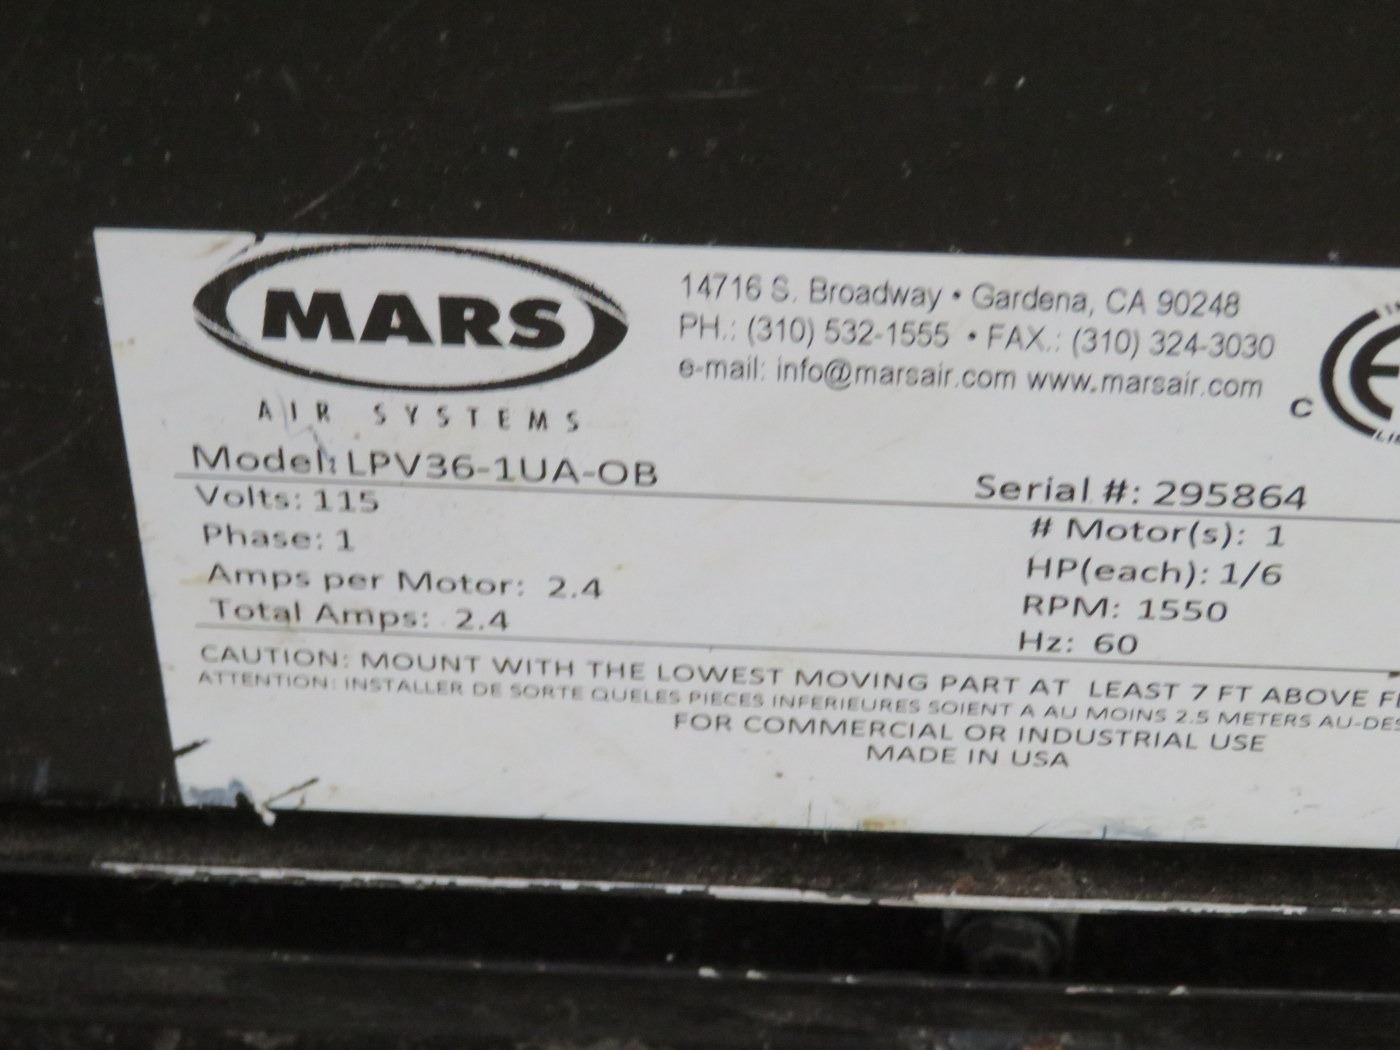 MARS
AIR SYSTEMS
14716 S. Broadway • Gardena, CA 90248
PH.: (310) 532-1555 • FAX.: (310) 324-3030
e-mail: info@marsair.com www.marsair.com
C
Model: LPV36-1UA-OB
Serial #: 295864
Volts: 115
# Motor(s): 1
Phase: 1
HP(each): 1/6
Amps per Motor: 2.4
RPM: 1550
Total Amps: 2.4
Hz: 60
CAUTION: MOUNT WITH THE LOWEST MOVING PART AT LEAST 7 FT ABOVE
ATTENTION: INSTALLER DE SORTE QUELES PIECES INFERIEURES SOIENT A AU MOINS 2.5 METERS
FOR COMMERCIAL OR INDUSTRIAL USE
MADE IN USA